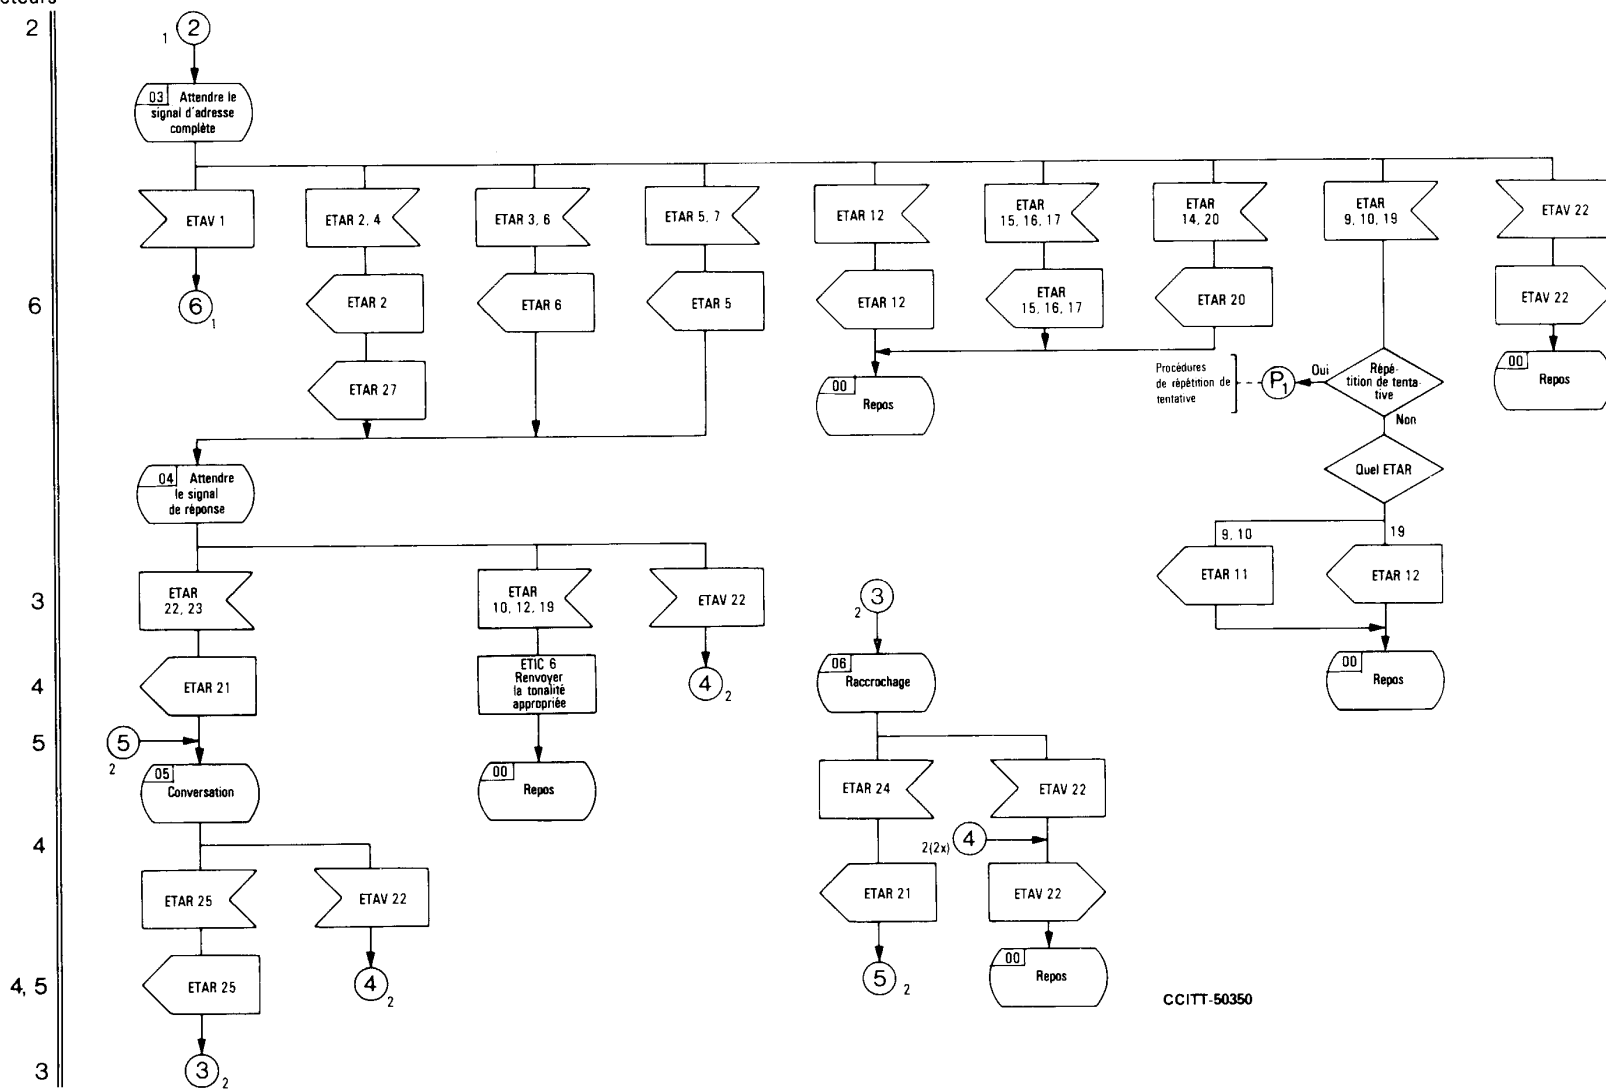 cteurs
2
1
2
03 Attendre le
signal d'adresse
complète
ETAV 1
ETAR 2, 4
ETAR 3, 6
ETAR 5, 7
ETAR 12
ETAR
15, 16, 17
ETAR
14, 20
ETAR
9, 10, 19
ETAV 22
6
6
1
ETAR 2
ETAR 6
ETAR 5
ETAR 12
ETAR
15, 16, 17
ETAR 20
ETAV 22
ETAR 27
00
Repos
Procédures
de répétition de
tentative
P1
Oui
Répé-
tition de tenta-
tive
Non
00
Repos
04 Attendre
le signal
de réponse
Quel ETAR
9, 10
19
ETAR 11
ETAR 12
00
Repos
3
ETAR
22, 23
ETAR
10, 12, 19
ETAV 22
2
3
4
ETAR 21
ETIC 6
Renvoyer
la tonalité
appropriée
4
2
06
Raccrochage
5
5
2
05
Conversation
00
Repos
ETAR 24
ETAV 22
4
2(2x)
4
ETAR 25
ETAV 22
ETAR 21
ETAV 22
4, 5
ETAR 25
4
2
5
2
00
Repos
CCITT-50350
3
3
2